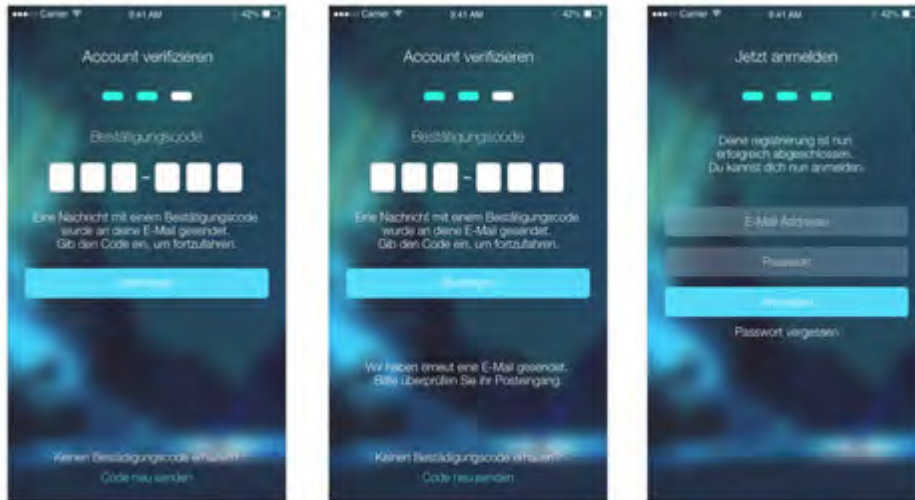 Carrier
9:41 AM
42%
Account verifizieren
Bestätigungscode
-
Eine Nachricht mit einem Bestätigungscode
wurde an deine E-Mail gesendet.
Gib den Code ein, um fortzufahren.
Keinen Bestädigungscode erhalten?
Code neu senden
Carrier
9:41 AM
42%
Account verifizieren
Bestätigungscode
-
Eine Nachricht mit einem Bestätigungscode
wurde an deine E-Mail gesendet.
Gib den Code ein, um fortzufahren.
Wir haben erneut eine E-Mail gesendet.
Bitte überprüfen Sie ihr Posteingang.
Keinen Bestädigungscode erhalten?
Code neu senden
Carrier
9:41 AM
42%
Jetzt anmelden
Deine registrierung ist nun
erfolgreich abgeschlossen.
Du kannst dich nun anmelden.
E-Mail Addresse
Passwort
Anmelden
Passwort vergessen